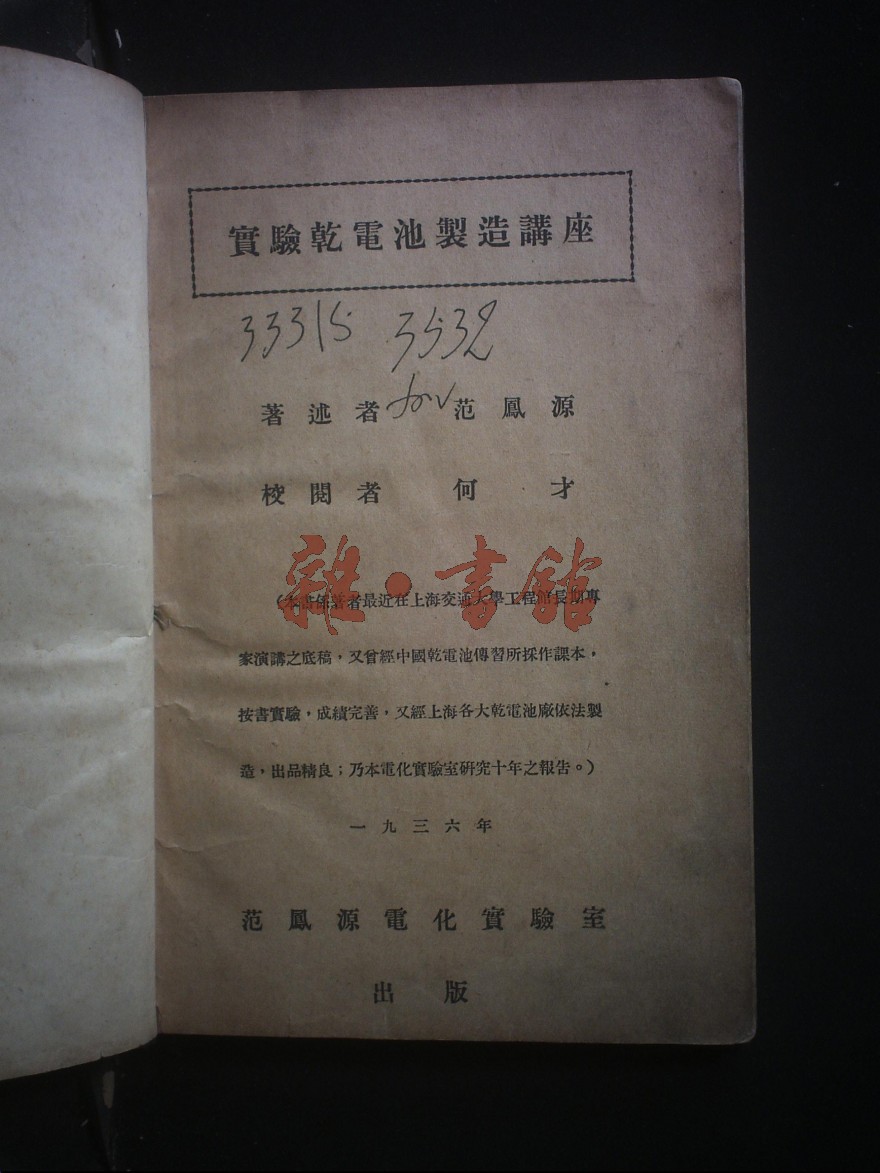 實驗乾電池製造講座
33315 3532
著述者 范鳳源
校閱者 何才
雜·書館
(本書係著者最近在上海交通大學工程館長期專
家演講之底稿，又曾經中國乾電池傳習所採作課本，
按書實驗，成績完善，又經上海各大乾電池廠依法製
造，出品精良；乃本電化實驗室研究十年之報告。)
一九三六年
范鳳源電化實驗室
出版